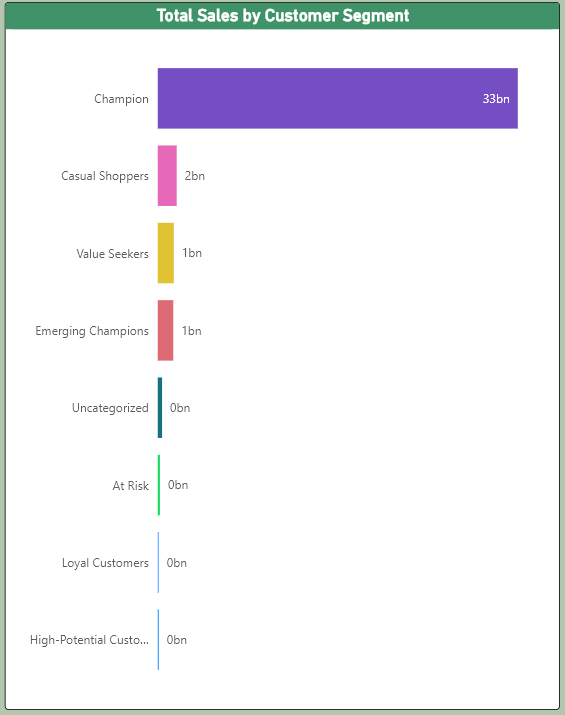 Total Sales by Customer Segment
Champion 33bn
Casual Shoppers 2bn
Value Seekers 1bn
Emerging Champions 1bn
Uncategorized 0bn
At Risk 0bn
Loyal Customers 0bn
High-Potential Custo... 0bn